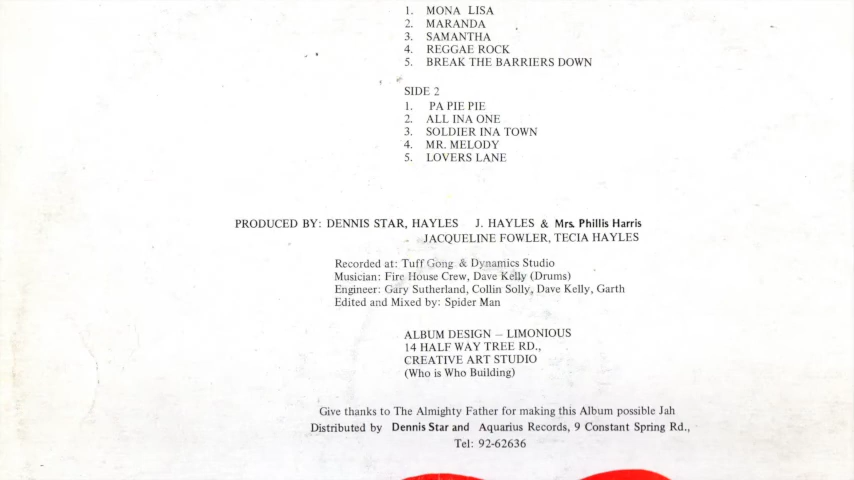 1. MONA LISA
2. MARANDA
3. SAMANTHA
4. REGGAE ROCK
5. BREAK THE BARRIERS DOWN
SIDE 2
1. PA PIE PIE
2. ALL INA ONE
3. SOLDIER INA TOWN
4. MR. MELODY
5. LOVERS LANE
PRODUCED BY: DENNIS STAR, HAYLES J. HAYLES & Mrs. Phillis Harris
JACQUELINE FOWLER, TECIA HAYLES
Recorded at: Tuff Gong & Dynamics Studio
Musician: Fire House Crew, Dave Kelly (Drums)
Engineer: Gary Sutherland, Collin Solly, Dave Kelly, Garth
Edited and Mixed by: Spider Man
ALBUM DESIGN – LIMONIOUS
14 HALF WAY TREE RD.,
CREATIVE ART STUDIO
(Who is Who Building)
Give thanks to The Almighty Father for making this Album possible Jah
Distributed by Dennis Star and Aquarius Records, 9 Constant Spring Rd.,
Tel: 92-62636